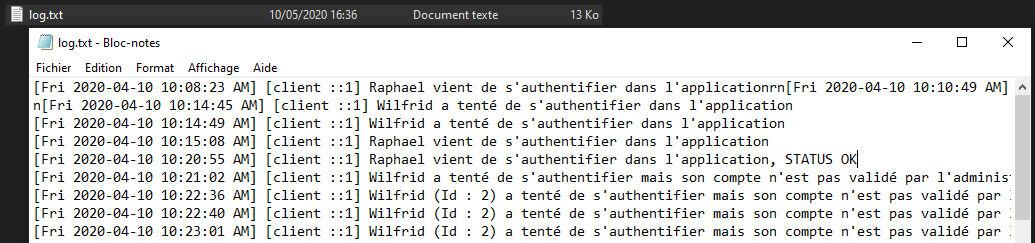 log.txt 10/05/2020 16:36 Document texte 13 Ko
log.txt - Bloc-notes
Fichier Edition Format Affichage Aide
[Fri 2020-04-10 10:08:23 AM] [client ::1] Raphael vient de s'authentifier dans l'applicationrn[Fri 2020-04-10 10:10:49 AM]
n[Fri 2020-04-10 10:14:45 AM] [client ::1] Wilfrid a tenté de s'authentifier dans l'application
[Fri 2020-04-10 10:14:49 AM] [client ::1] Wilfrid a tenté de s'authentifier dans l'application
[Fri 2020-04-10 10:15:08 AM] [client ::1] Raphael vient de s'authentifier dans l'application
[Fri 2020-04-10 10:20:55 AM] [client ::1] Raphael vient de s'authentifier dans l'application, STATUS OK
[Fri 2020-04-10 10:21:02 AM] [client ::1] Wilfrid a tenté de s'authentifier mais son compte n'est pas validé par l'adminis
[Fri 2020-04-10 10:22:36 AM] [client ::1] Wilfrid (Id : 2) a tenté de s'authentifier mais son compte n'est pas validé par
[Fri 2020-04-10 10:22:40 AM] [client ::1] Wilfrid (Id : 2) a tenté de s'authentifier mais son compte n'est pas validé par
[Fri 2020-04-10 10:23:01 AM] [client ::1] Wilfrid (Id : 2) a tenté de s'authentifier mais son compte n'est pas validé par